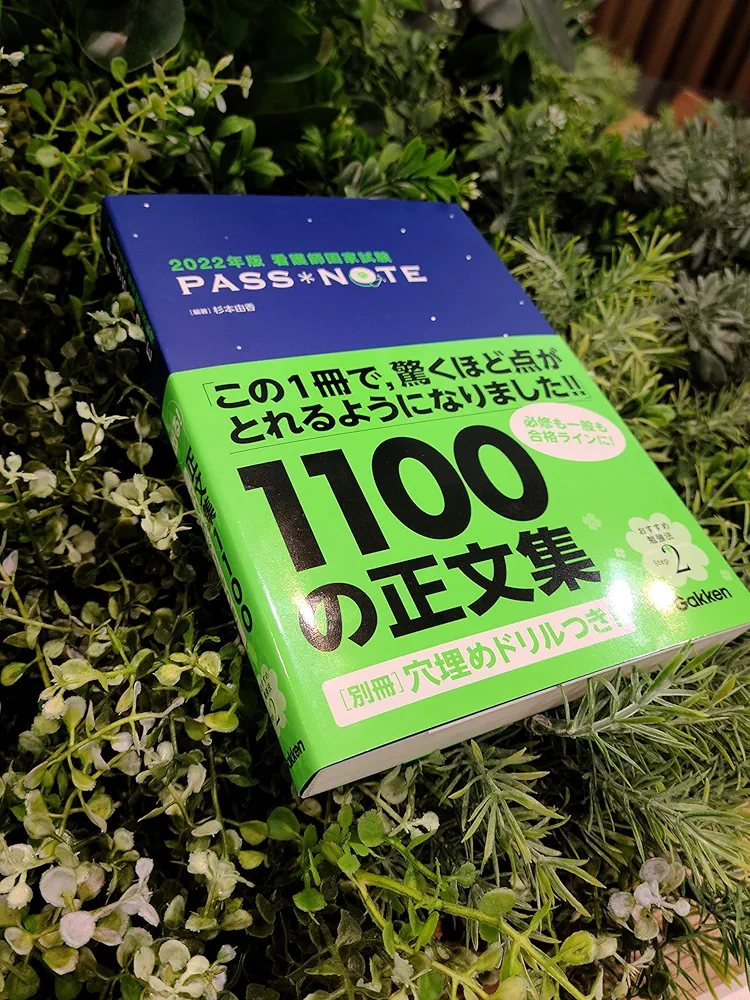 2022年版 看護師国家試験
PASS*NOTE
[編著] 杉本由香
「この1冊で,驚くほど点が
とれるようになりました!!」
必修も一般も
合格ラインに!
1100
の正文集
おすすめ
勉強法
Step 2
Gakken
[別冊] 穴埋めドリルつき!
Gakken